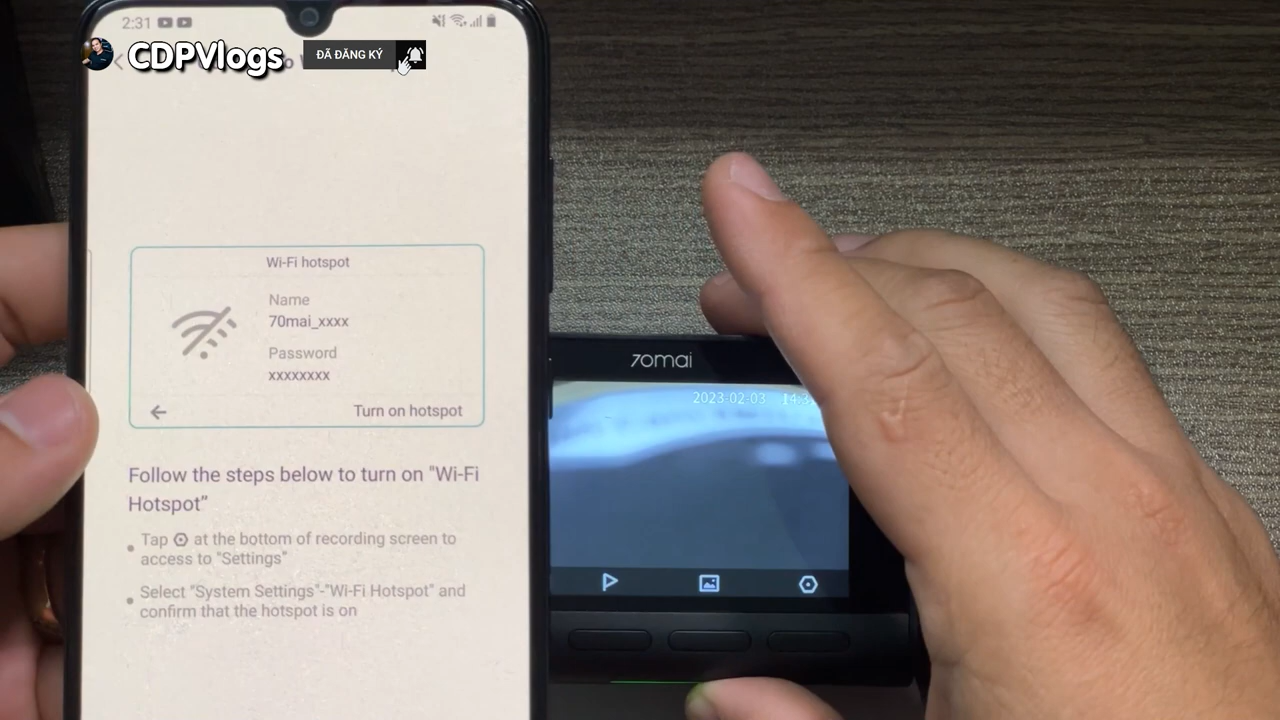 2:31
CDPVlogs
ĐÃ ĐĂNG KÝ
Wi-Fi hotspot
Name
70mai_xxxx
Password
xxxxxxxx
Turn on hotspot
Follow the steps below to turn on "Wi-Fi
Hotspot"
Tap at the bottom of recording screen to
access to "Settings"
Select "System Settings"-"Wi-Fi Hotspot" and
confirm that the hotspot is on
70mai
2023-02-03